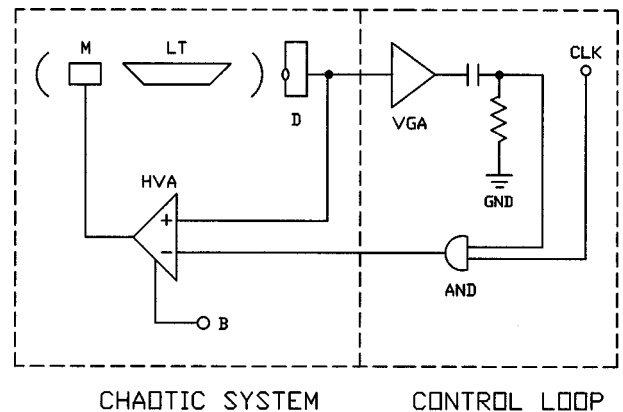 M
LT
CLK
D
VGA
GND
HVA
+
−
AND
B
CHAOTIC SYSTEM
CONTROL LOOP